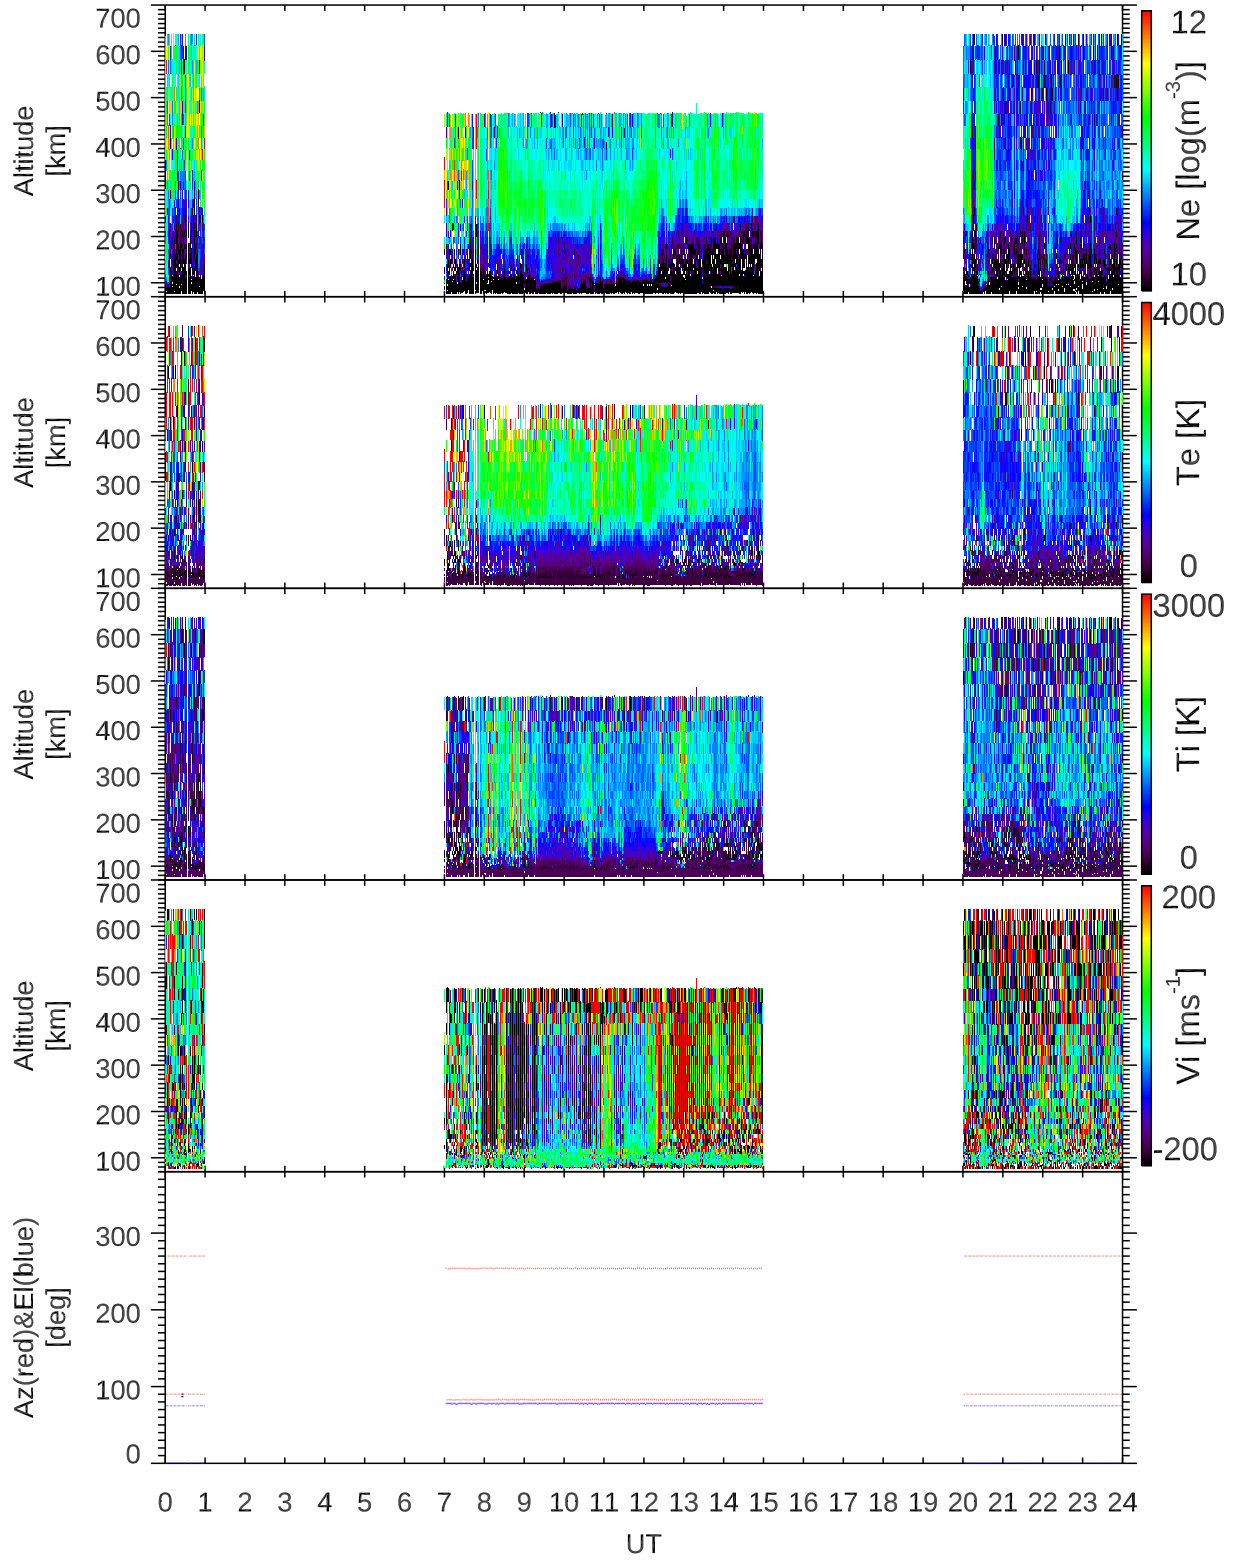 700
600
500
400
300
200
100
Altitude
[km]
12
Ne [log(m⁻³)]
10
700
600
500
400
300
200
100
Altitude
[km]
4000
Te [K]
0
700
600
500
400
300
200
100
Altitude
[km]
3000
Ti [K]
0
700
600
500
400
300
200
100
Altitude
[km]
200
Vi [ms⁻¹]
-200
300
200
100
0
Az(red)&El(blue)
[deg]
0 1 2 3 4 5 6 7 8 9 10 11 12 13 14 15 16 17 18 19 20 21 22 23 24
UT